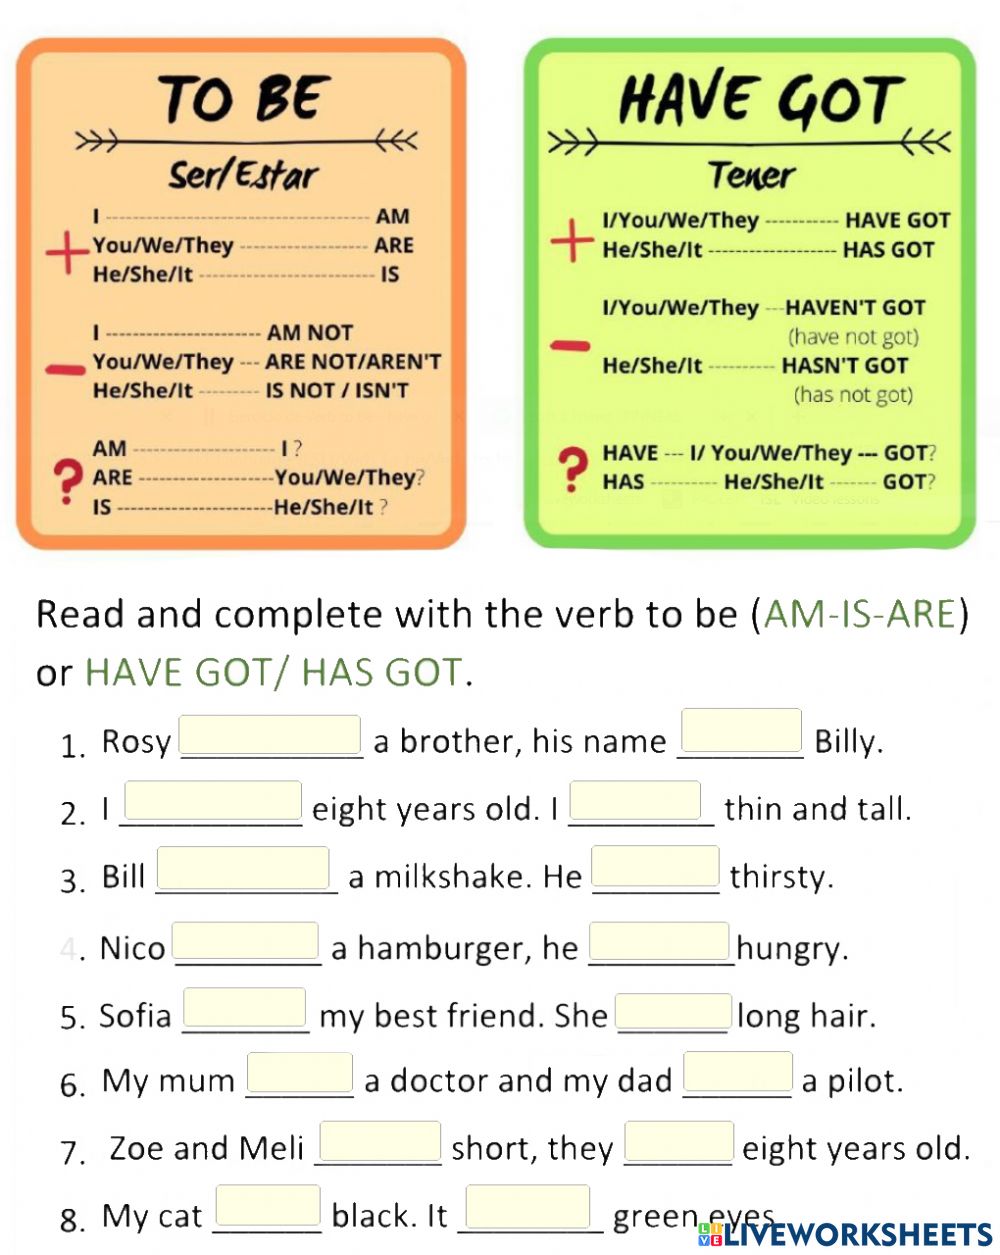 TO BE
Ser/Estar
+ I ---------------------------------- AM
You/We/They ----------------- ARE
He/She/It ----------------------- IS
I -------------------- AM NOT
- You/We/They --- ARE NOT/AREN'T
He/She/It --------- IS NOT / ISN'T
AM ------------------- I ?
? ARE ------------------You/We/They?
IS ------------------------He/She/It ?
HAVE GOT
Tener
+ I/You/We/They ----------- HAVE GOT
He/She/It ------------------- HAS GOT
I/You/We/They ---HAVEN'T GOT
(have not got)
-
He/She/It ---------- HASN'T GOT
(has not got)
? HAVE --- I/ You/We/They --- GOT?
HAS ---------- He/She/It ------- GOT?
Read and complete with the verb to be (AM-IS-ARE)
or HAVE GOT/ HAS GOT.
1. Rosy __________ a brother, his name _______ Billy.
2. I __________ eight years old. I ________ thin and tall.
3. Bill __________ a milkshake. He _______ thirsty.
4. Nico ________ a hamburger, he ________hungry.
5. Sofia _______ my best friend. She ______ long hair.
6. My mum ______ a doctor and my dad ______ a pilot.
7. Zoe and Meli _______ short, they ______ eight years old.
8. My cat ______ black. It ________ green eyes
LIVE LIVEWORKSHEETS